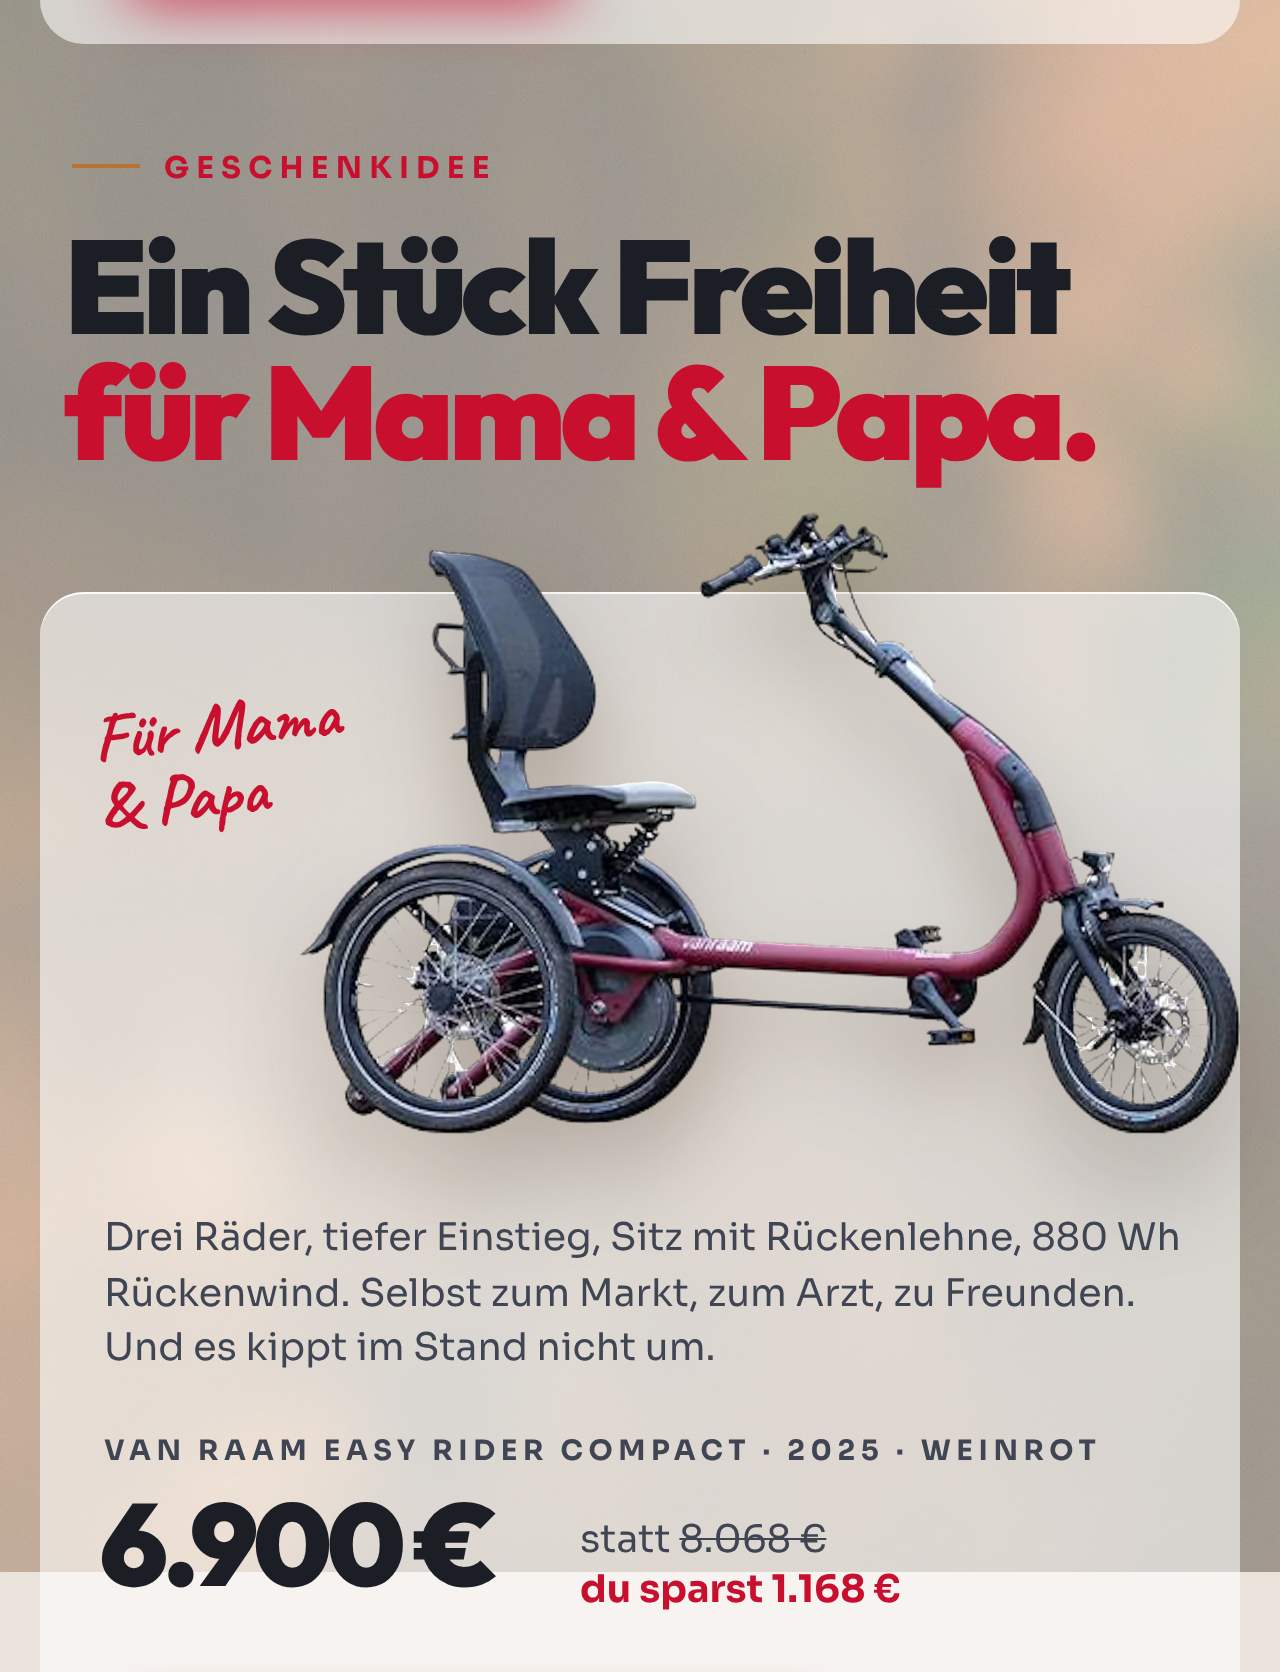 GESCHENKIDEE
Ein Stück Freiheit
für Mama & Papa.
Für Mama
& Papa
vanraam
Drei Räder, tiefer Einstieg, Sitz mit Rückenlehne, 880 Wh
Rückenwind. Selbst zum Markt, zum Arzt, zu Freunden.
Und es kippt im Stand nicht um.
VAN RAAM EASY RIDER COMPACT · 2025 · WEINROT
6.900 €
statt 8.068 €
du sparst 1.168 €